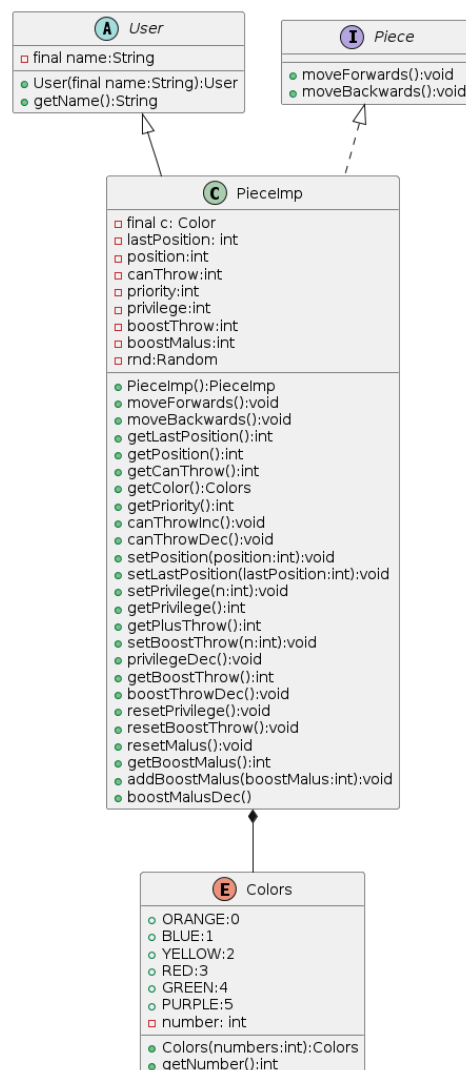 A User
final name:String
User(final name:String):User
getName():String
I Piece
moveForwards():void
moveBackwards():void
C PieceImp
final c: Color
lastPosition: int
position:int
canThrow:int
priority:int
privilege:int
boostThrow:int
boostMalus:int
rnd:Random
PieceImp():PieceImp
moveForwards():void
moveBackwards():void
getLastPosition():int
getPosition():int
getCanThrow():int
getColor():Colors
getPriority():int
canThrowInc():void
canThrowDec():void
setPosition(position:int):void
setLastPosition(lastPosition:int):void
setPrivilege(n:int):void
getPrivilege():int
getPlusThrow():int
setBoostThrow(n:int):void
privilegeDec():void
getBoostThrow():int
boostThrowDec():void
resetPrivilege():void
resetBoostThrow():void
resetMalus():void
getBoostMalus():int
addBoostMalus(boostMalus:int):void
boostMalusDec()
E Colors
ORANGE:0
BLUE:1
YELLOW:2
RED:3
GREEN:4
PURPLE:5
number: int
Colors(numbers:int):Colors
getNumber():int